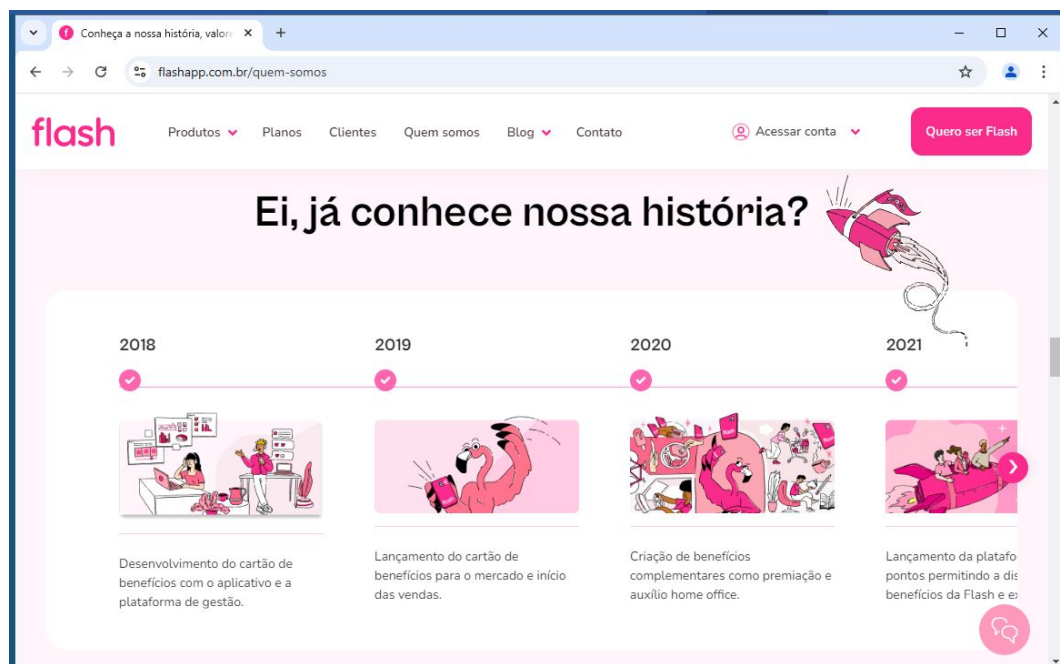 Conheça a nossa história, valor
flashapp.com.br/quem-somos
flash
Produtos
Planos
Clientes
Quem somos
Blog
Contato
Acessar conta
Quero ser Flash
Ei, já conhece nossa história?
2018
2019
2020
2021
Desenvolvimento do cartão de
benefícios com o aplicativo e a
plataforma de gestão.
Lançamento do cartão de
benefícios para o mercado e início
das vendas.
Criação de benefícios
complementares como premiação e
auxílio home office.
Lançamento da platafo
pontos permitindo a dis
benefícios da Flash e ex